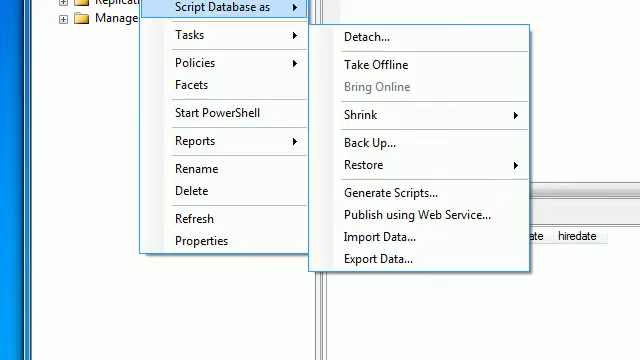 Replicati
Manage
Script Database as
Tasks
Policies
Facets
Start PowerShell
Reports
Rename
Delete
Refresh
Properties
Detach...
Take Offline
Bring Online
Shrink
Back Up...
Restore
Generate Scripts...
Publish using Web Service...
Import Data...
Export Data...
ate hiredate